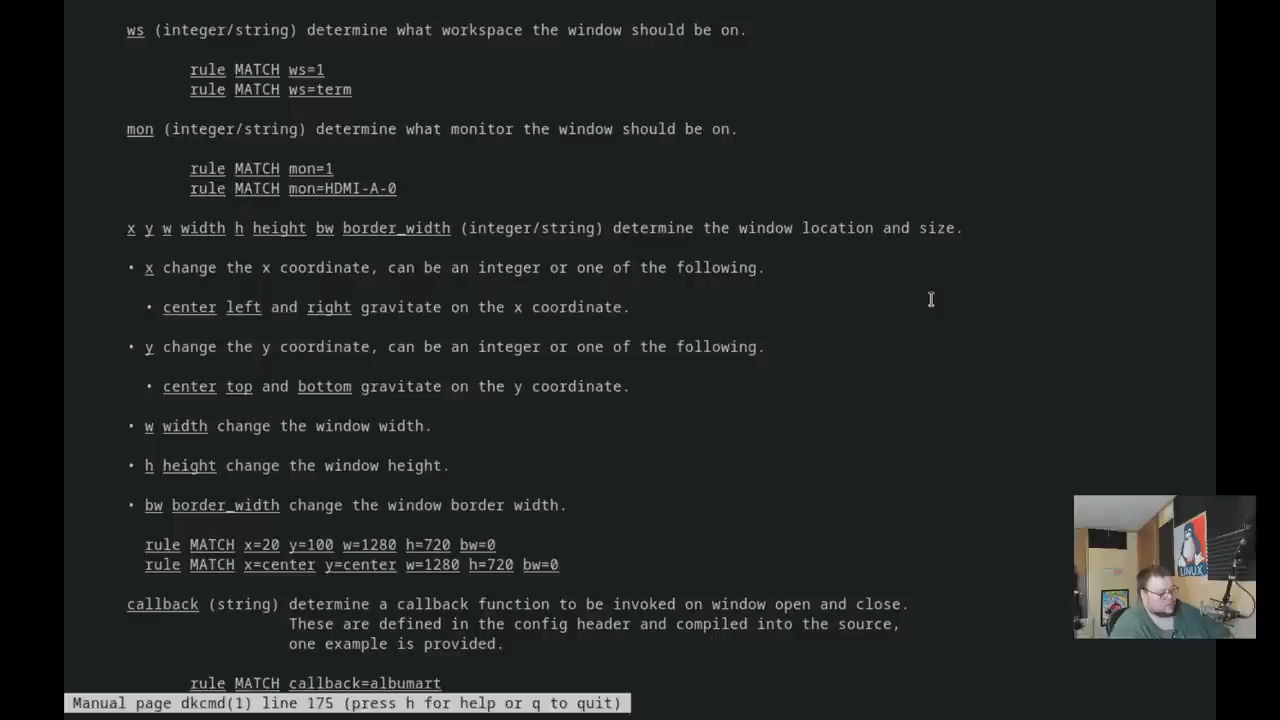 ws (integer/string) determine what workspace the window should be on.
rule MATCH ws=1
rule MATCH ws=term
mon (integer/string) determine what monitor the window should be on.
rule MATCH mon=1
rule MATCH mon=HDMI-A-0
x y w width h height bw border_width (integer/string) determine the window location and size.
• x change the x coordinate, can be an integer or one of the following.
• center left and right gravitate on the x coordinate.
• y change the y coordinate, can be an integer or one of the following.
• center top and bottom gravitate on the y coordinate.
• w width change the window width.
• h height change the window height.
• bw border_width change the window border width.
rule MATCH x=20 y=100 w=1280 h=720 bw=0
rule MATCH x=center y=center w=1280 h=720 bw=0
callback (string) determine a callback function to be invoked on window open and close.
These are defined in the config header and compiled into the source,
one example is provided.
rule MATCH callback=albumart
Manual page dkcmd(1) line 175 (press h for help or q to quit)
LINUX